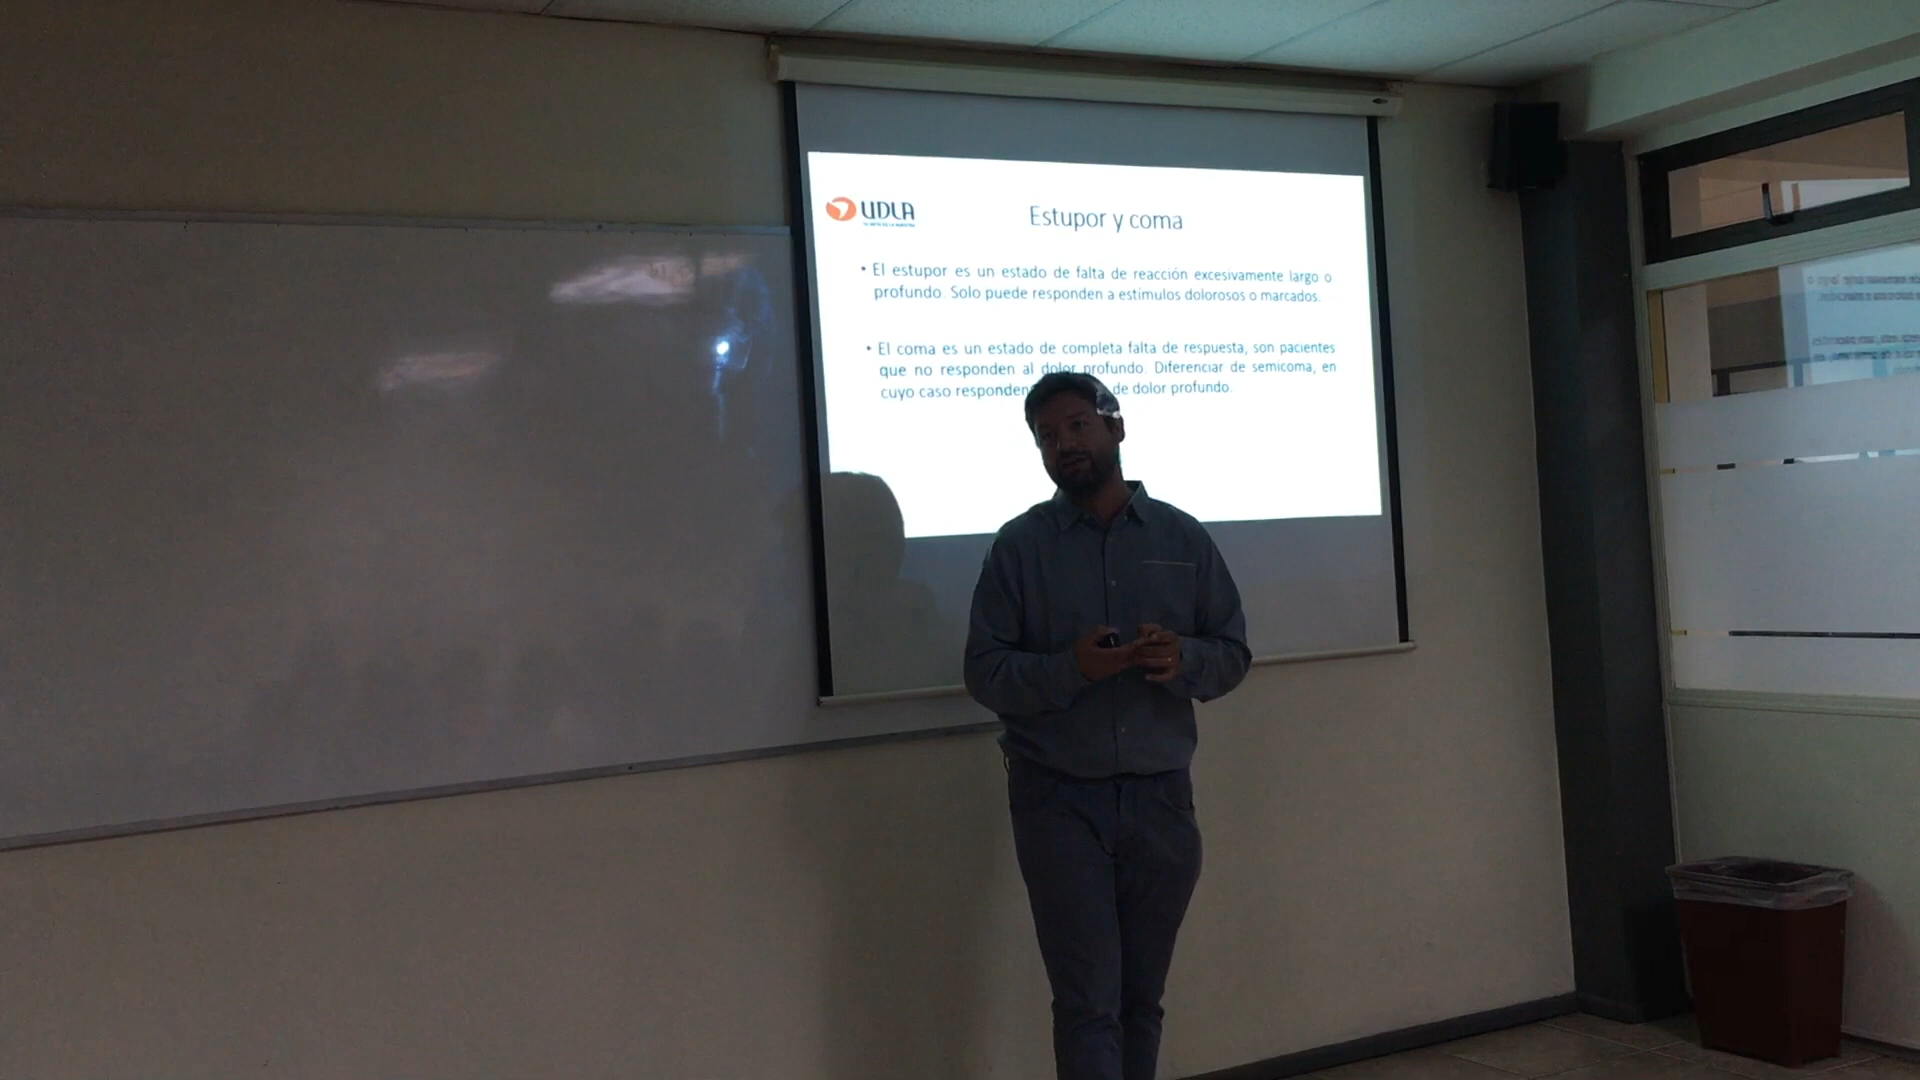 UDLA
Estupor y coma
• El estupor es un estado de falta de reacción excesivamente largo o
profundo. Solo puede responden a estímulos dolorosos o marcados.
• El coma es un estado de completa falta de respuesta, son pacientes
que no responden al dolor profundo. Diferenciar de semicoma, en
cuyo caso responden de dolor profundo.